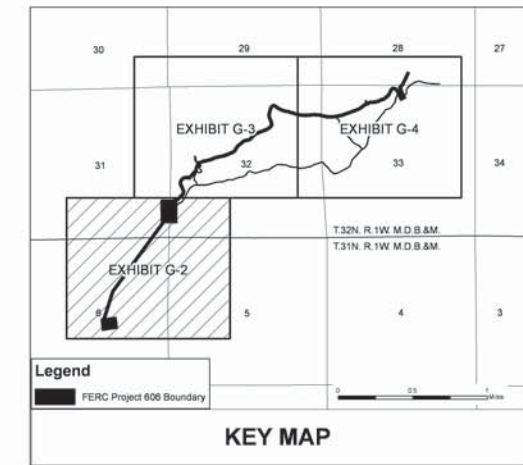 30 29 28 27
EXHIBIT G-3 EXHIBIT G-4
31 32 33 34
T.32N. R.1W. M.D.B.&M.
T.31N. R.1W. M.D.B.&M.
EXHIBIT G-2
6 5 4 3
Legend
FERC Project 606 Boundary
0 0.5 1
Miles
KEY MAP